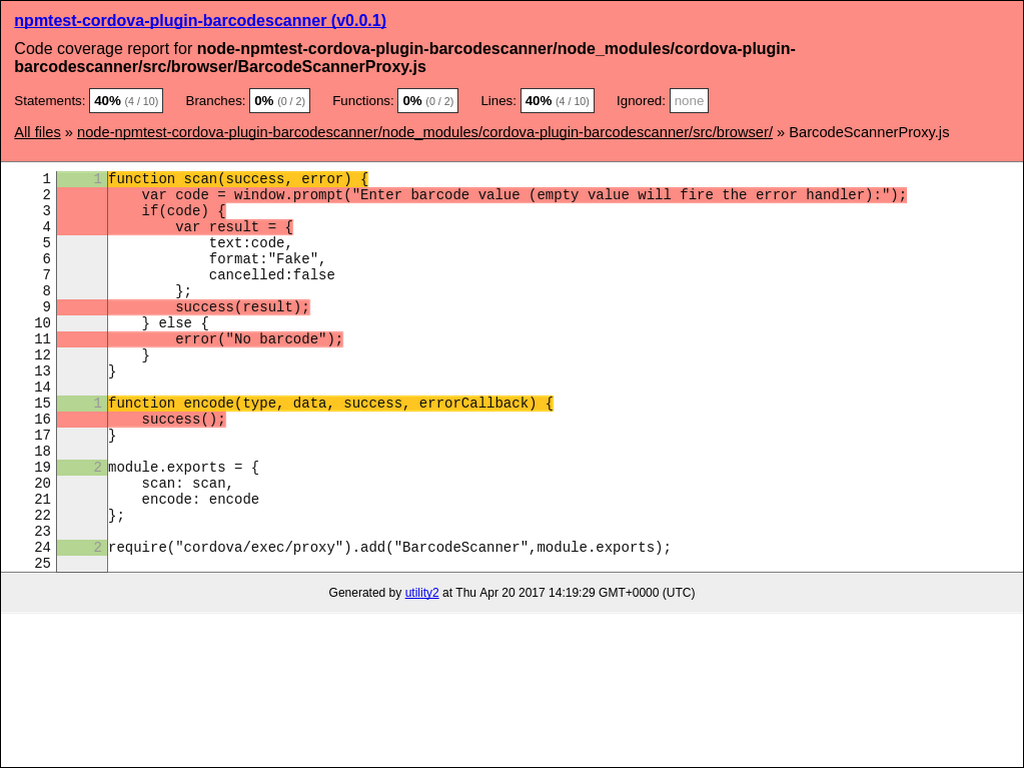 npmtest-cordova-plugin-barcodescanner (v0.0.1)
Code coverage report for node-npmtest-cordova-plugin-barcodescanner/node_modules/cordova-plugin-
barcodescanner/src/browser/BarcodeScannerProxy.js
Statements: 40% (4 / 10) Branches: 0% (0 / 2) Functions: 0% (0 / 2) Lines: 40% (4 / 10) Ignored: none
All files » node-npmtest-cordova-plugin-barcodescanner/node_modules/cordova-plugin-barcodescanner/src/browser/ » BarcodeScannerProxy.js
1 1 function scan(success, error) {
2     var code = window.prompt("Enter barcode value (empty value will fire the error handler):");
3     if(code) {
4         var result = {
5             text:code,
6             format:"Fake",
7             cancelled:false
8         };
9         success(result);
10     } else {
11         error("No barcode");
12     }
13 }
14
15 1 function encode(type, data, success, errorCallback) {
16     success();
17 }
18
19 2 module.exports = {
20     scan: scan,
21     encode: encode
22 };
23
24 2 require("cordova/exec/proxy").add("BarcodeScanner",module.exports);
25
Generated by utility2 at Thu Apr 20 2017 14:19:29 GMT+0000 (UTC)